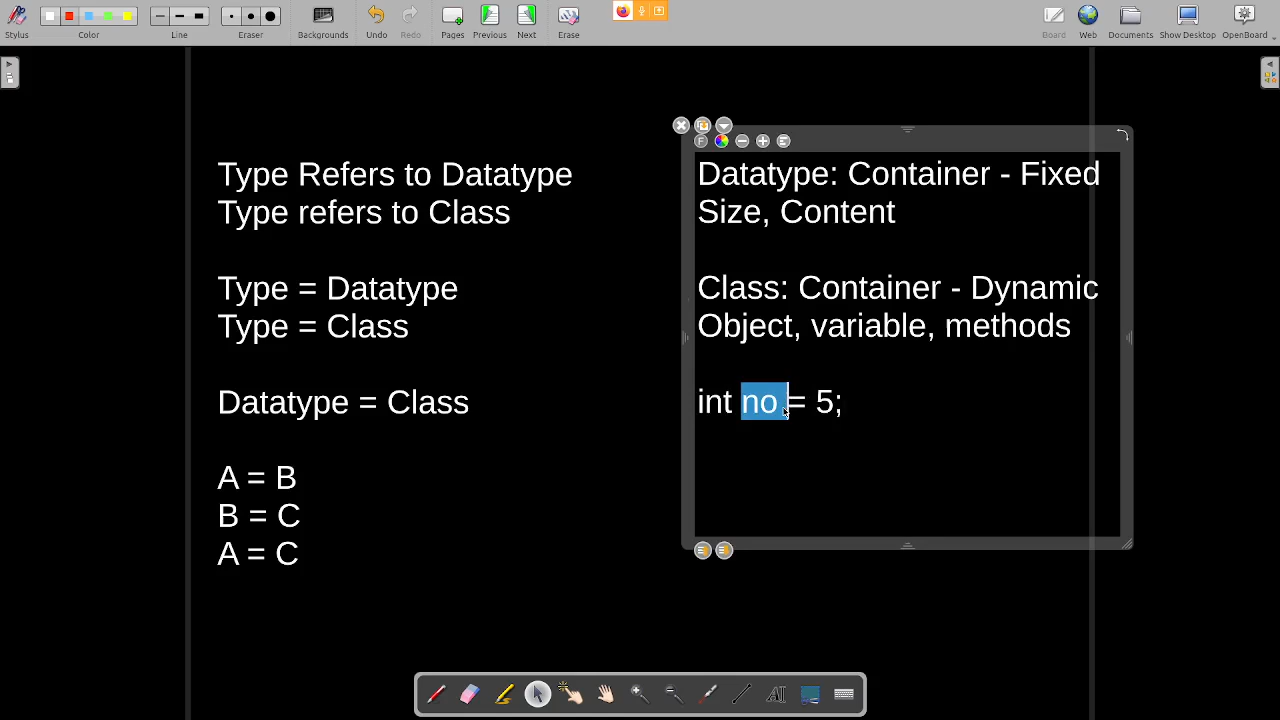 Stylus
Color
Line
Eraser
Backgrounds
Undo
Redo
Pages
Previous
Next
Erase
Board
Web
Documents
Show Desktop
OpenBoard
Type Refers to Datatype
Type refers to Class
Type = Datatype
Type = Class
Datatype = Class
A = B
B = C
A = C
F
Datatype: Container - Fixed
Size, Content
Class: Container - Dynamic
Object, variable, methods
int no = 5;
AI